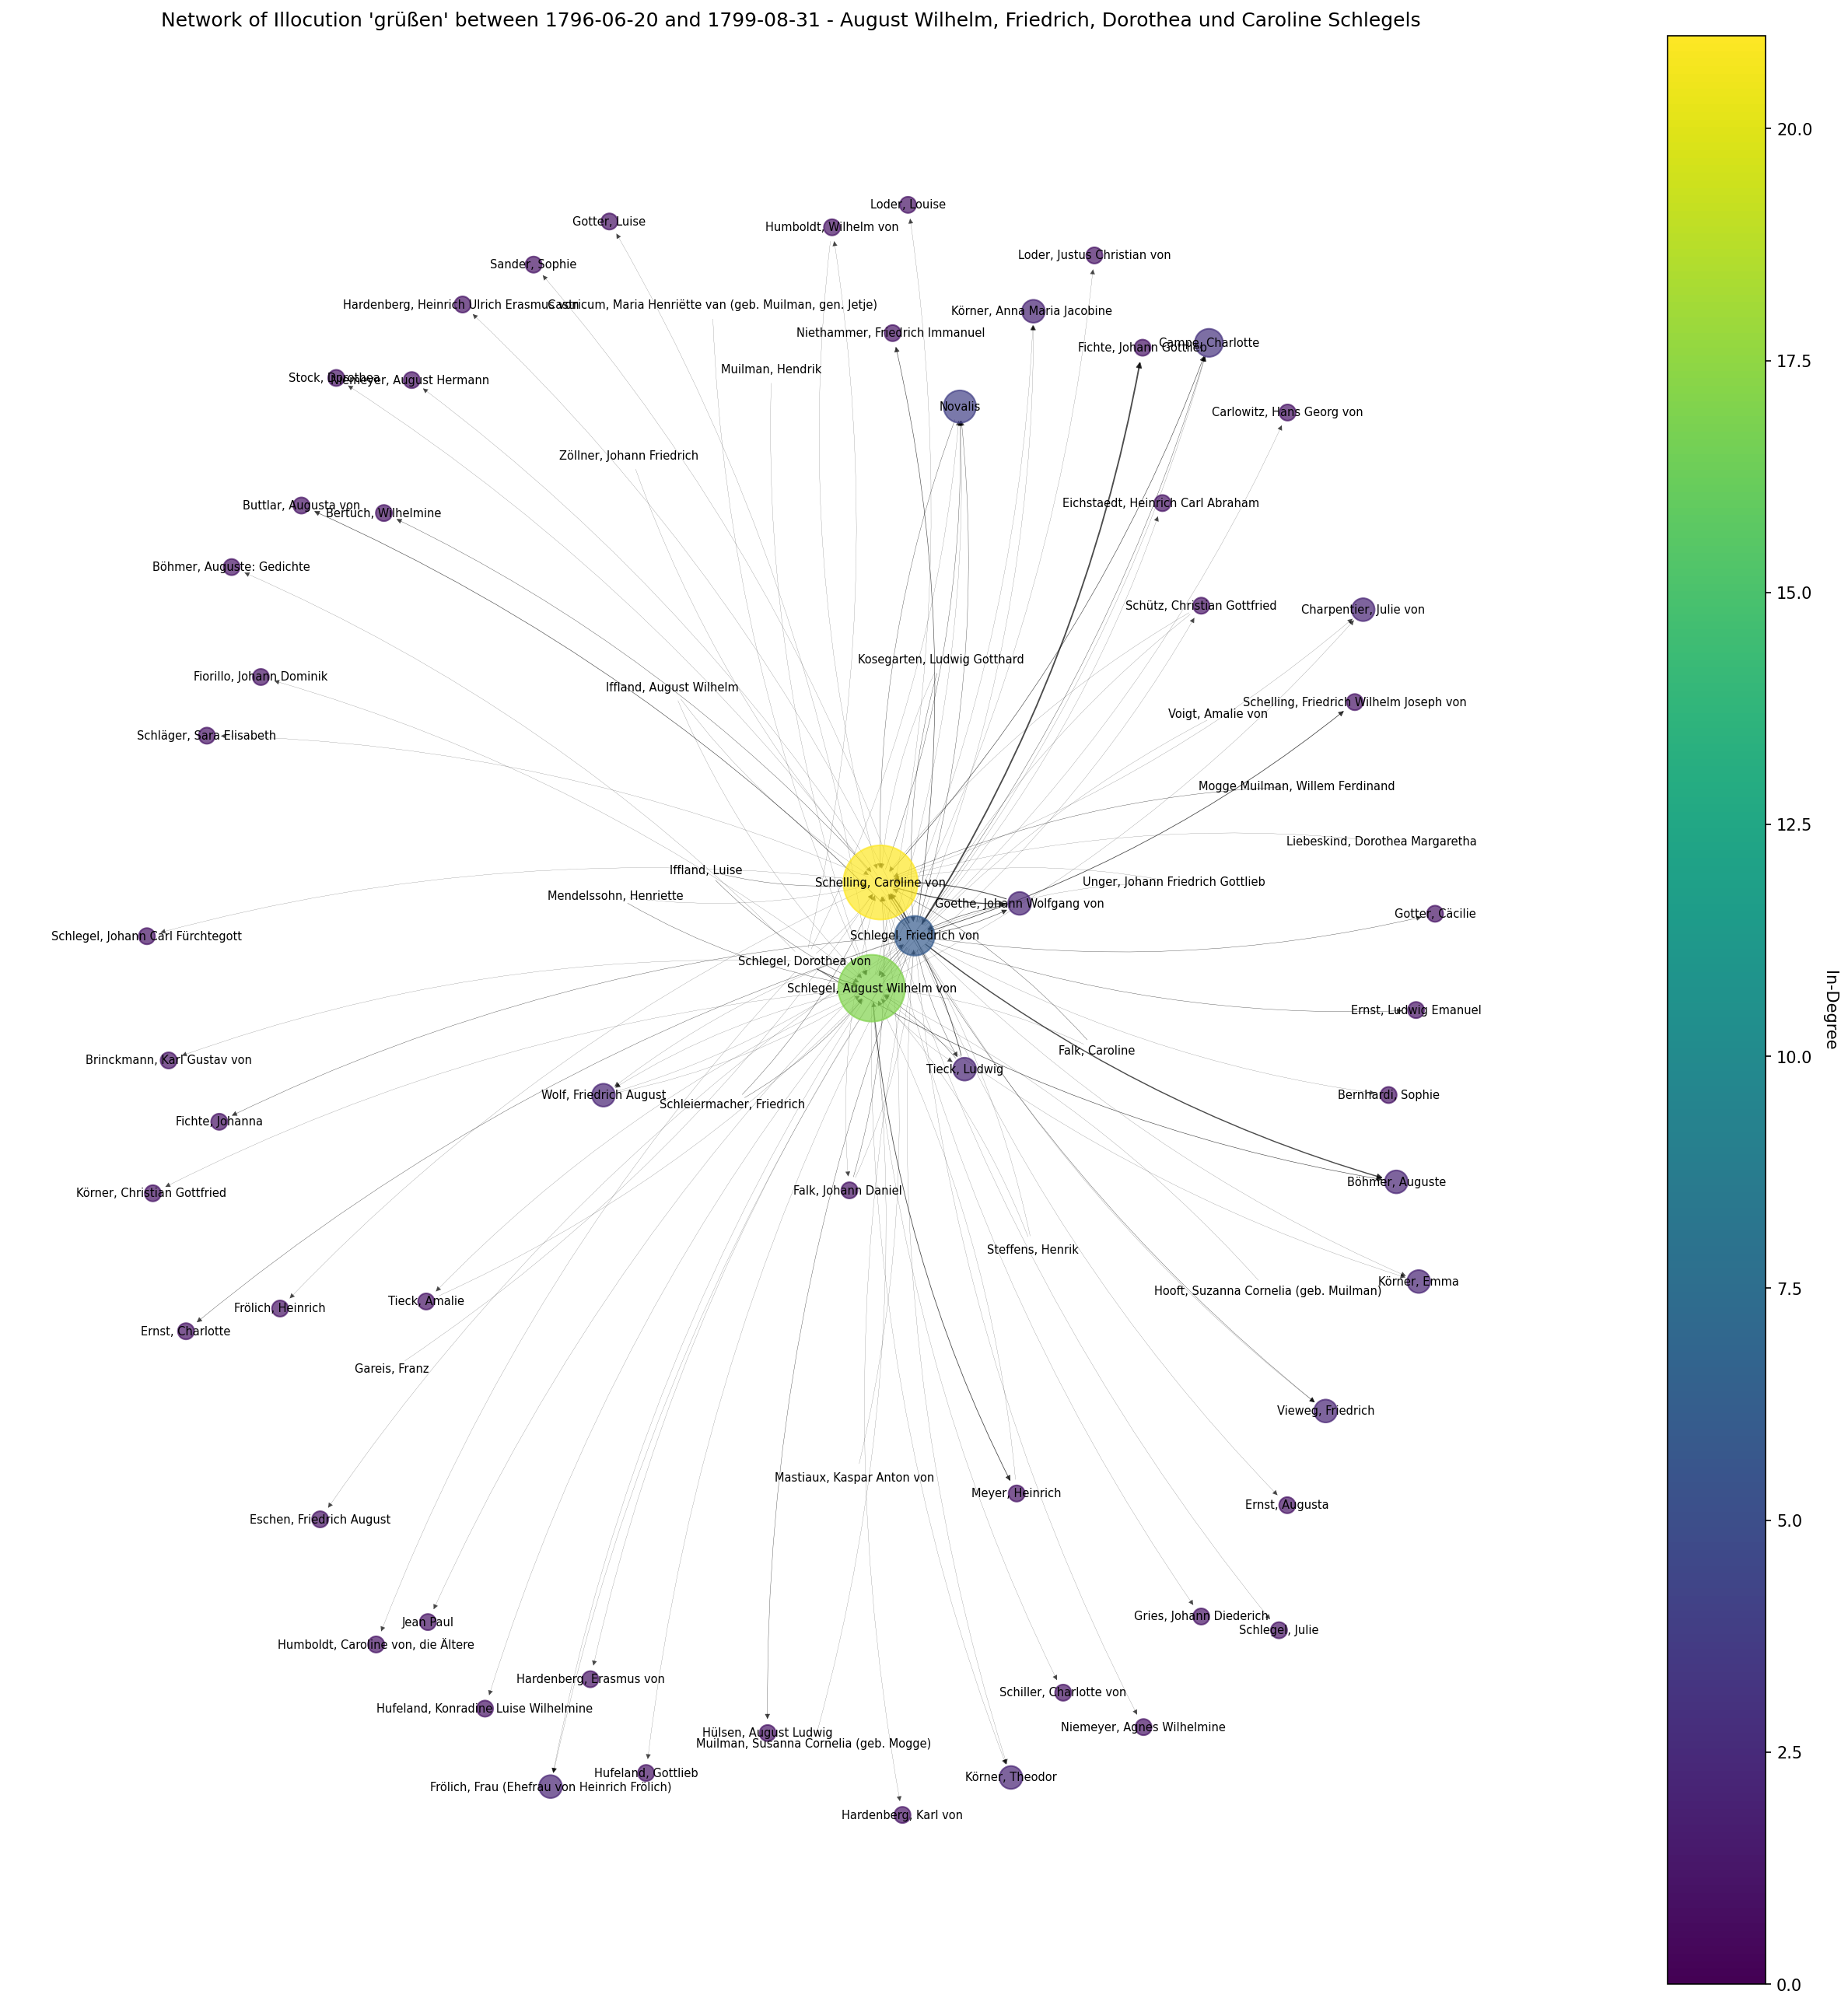 Network of Illocution 'grüßen' between 1796-06-20 and 1799-08-31 - August Wilhelm, Friedrich, Dorothea und Caroline Schlegels
Loder, Louise
Gotter, Luise
Humboldt, Wilhelm von
Loder, Justus Christian von
Sander, Sophie
Hardenberg, Heinrich Ulrich Erasmus von
Castricum, Maria Henriëtte van (geb. Muilman, gen. Jetje)
Körner, Anna Maria Jacobine
Niethammer, Friedrich Immanuel
Fichte, Johann Gottlieb
Campe, Charlotte
Muilman, Hendrik
Stock, Dorothea
Niemeyer, August Hermann
Novalis
Carlowitz, Hans Georg von
Zöllner, Johann Friedrich
Eichstaedt, Heinrich Carl Abraham
Buttlar, Augusta von
Bertuch, Wilhelmine
Böhmer, Auguste: Gedichte
Schütz, Christian Gottfried
Charpentier, Julie von
Kosegarten, Ludwig Gotthard
Fiorillo, Johann Dominik
Iffland, August Wilhelm
Schelling, Friedrich Wilhelm Joseph von
Voigt, Amalie von
Schläger, Sara Elisabeth
Mogge Muilman, Willem Ferdinand
Liebeskind, Dorothea Margaretha
Iffland, Luise
Schelling, Caroline von
Unger, Johann Friedrich Gottlieb
Mendelssohn, Henriette
Goethe, Johann Wolfgang von
Gotter, Cäcilie
Schlegel, Johann Carl Fürchtegott
Schlegel, Friedrich von
Schlegel, Dorothea von
Schlegel, August Wilhelm von
Ernst, Ludwig Emanuel
Brinckmann, Karl Gustav von
Falk, Caroline
Tieck, Ludwig
Wolf, Friedrich August
Schleiermacher, Friedrich
Bernhardi, Sophie
Fichte, Johanna
Körner, Christian Gottfried
Falk, Johann Daniel
Böhmer, Auguste
Steffens, Henrik
Körner, Emma
Hooft, Suzanna Cornelia (geb. Muilman)
Tieck, Amalie
Frölich, Heinrich
Ernst, Charlotte
Gareis, Franz
Vieweg, Friedrich
Mastiaux, Kaspar Anton von
Meyer, Heinrich
Ernst, Augusta
Eschen, Friedrich August
Gries, Johann Diederich
Jean Paul
Schlegel, Julie
Humboldt, Caroline von, die Ältere
Hardenberg, Erasmus von
Schiller, Charlotte von
Hufeland, Konradine Luise Wilhelmine
Niemeyer, Agnes Wilhelmine
Hülsen, August Ludwig
Muilman, Susanna Cornelia (geb. Mogge)
Hufeland, Gottlieb
Körner, Theodor
Frölich, Frau (Ehefrau von Heinrich Frölich)
Hardenberg, Karl von
20.0
17.5
15.0
12.5
10.0
7.5
5.0
2.5
0.0
In-Degree